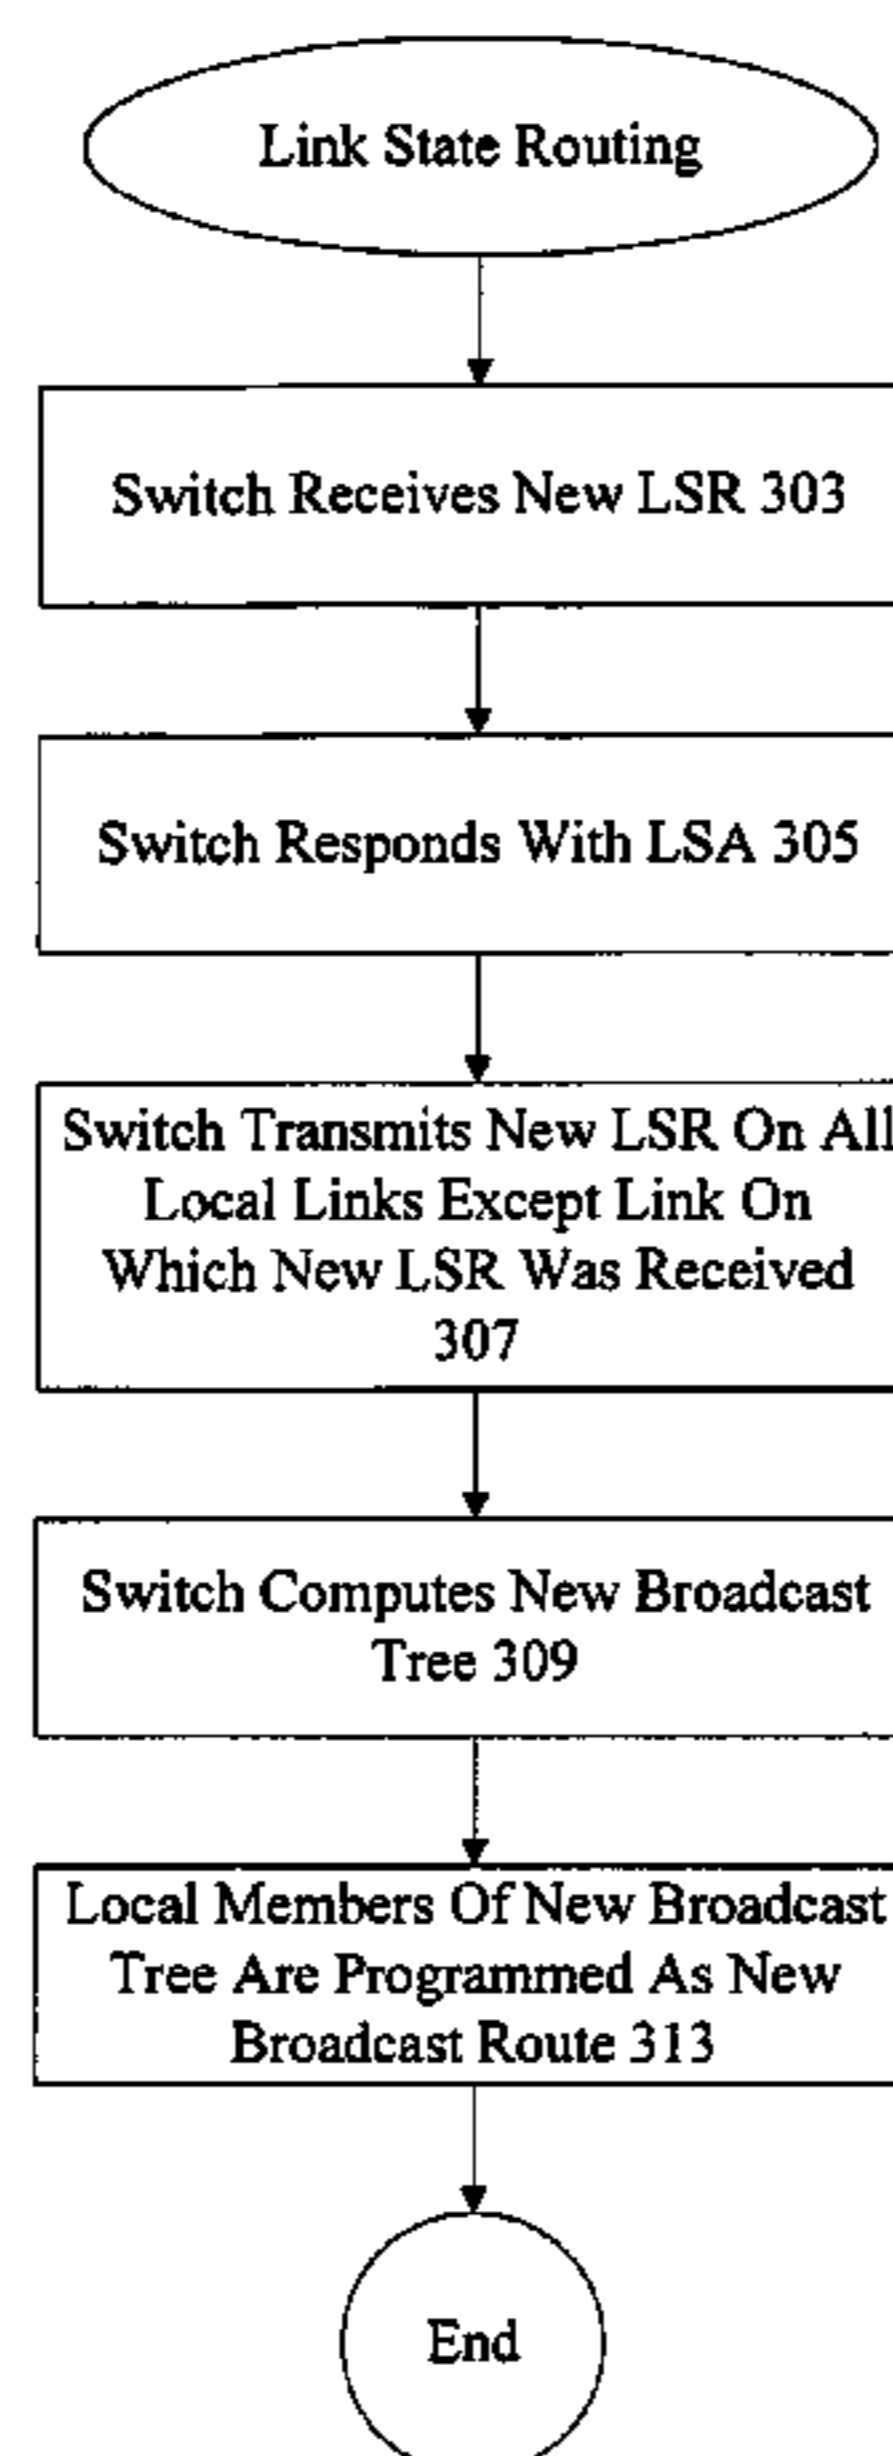 Link State Routing
Switch Receives New LSR 303
Switch Responds With LSA 305
Switch Transmits New LSR On All
Local Links Except Link On
Which New LSR Was Received
307
Switch Computes New Broadcast
Tree 309
Local Members Of New Broadcast
Tree Are Programmed As New
Broadcast Route 313
End